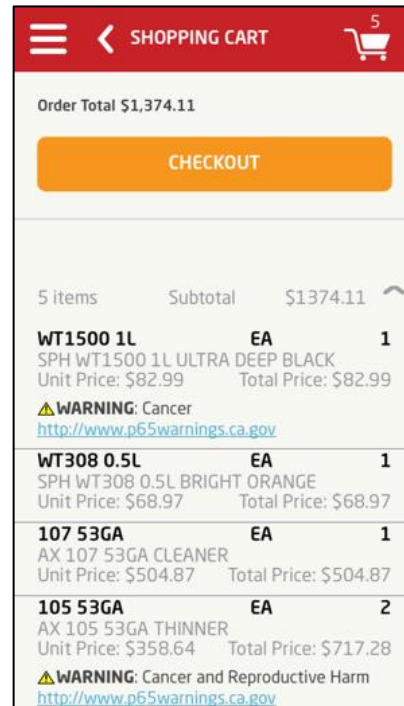 5
SHOPPING CART
Order Total $1,374.11
CHECKOUT
5 items Subtotal $1374.11
WT1500 1L EA 1
SPH WT1500 1L ULTRA DEEP BLACK
Unit Price: $82.99 Total Price: $82.99
WARNING: Cancer
http://www.p65warnings.ca.gov
WT308 0.5L EA 1
SPH WT308 0.5L BRIGHT ORANGE
Unit Price: $68.97 Total Price: $68.97
107 53GA EA 1
AX 107 53GA CLEANER
Unit Price: $504.87 Total Price: $504.87
105 53GA EA 2
AX 105 53GA THINNER
Unit Price: $358.64 Total Price: $717.28
WARNING: Cancer and Reproductive Harm
http://www.p65warnings.ca.gov